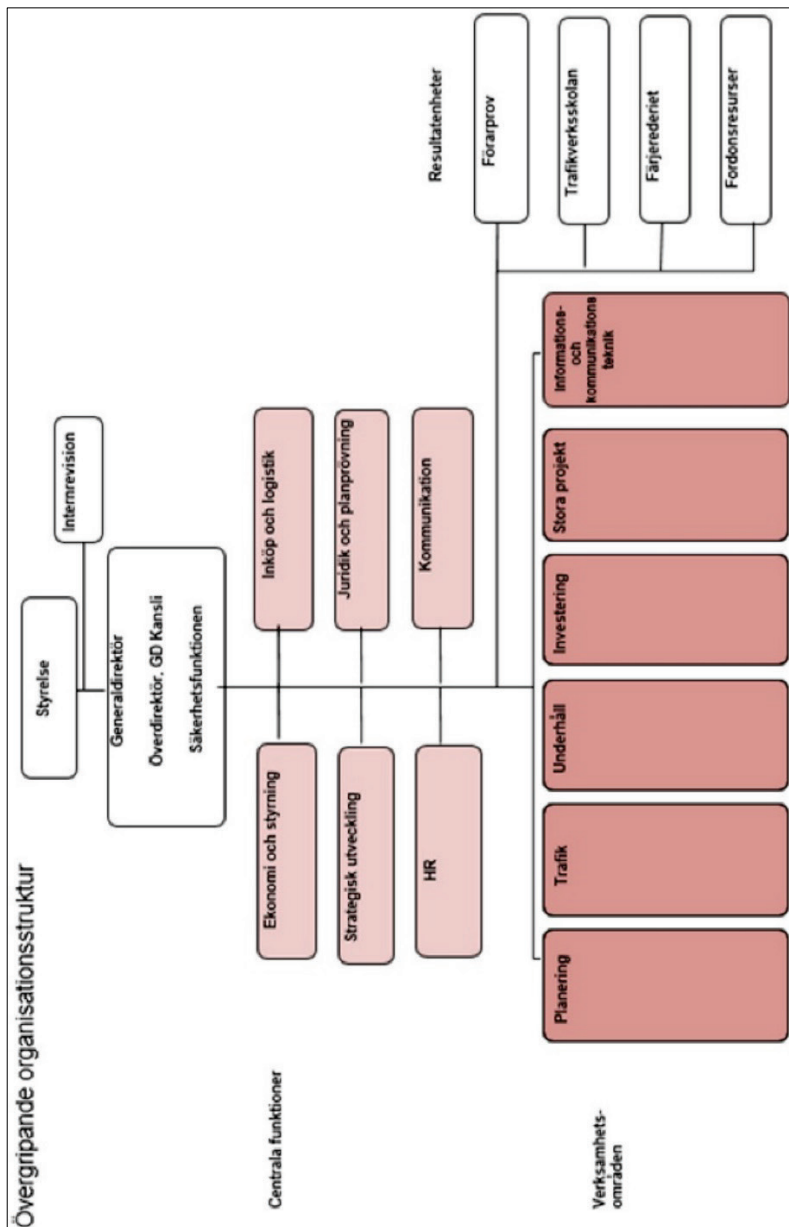 Övergripande organisationsstruktur
Styrelse
Internrevision
Generaldirektör
Överdirektör, GD Kansli
Säkerhetsfunktionen
Centrala funktioner
Ekonomi och styrning
Inköp och logistik
Strategisk utveckling
Juridik och planprövning
HR
Kommunikation
Resultatenheter
Förarprov
Trafikverksskolan
Färjerederiet
Fordonsresurser
Verksamhets-
områden
Planering
Trafik
Underhåll
Investering
Stora projekt
Informations-
och
kommunikations
teknik